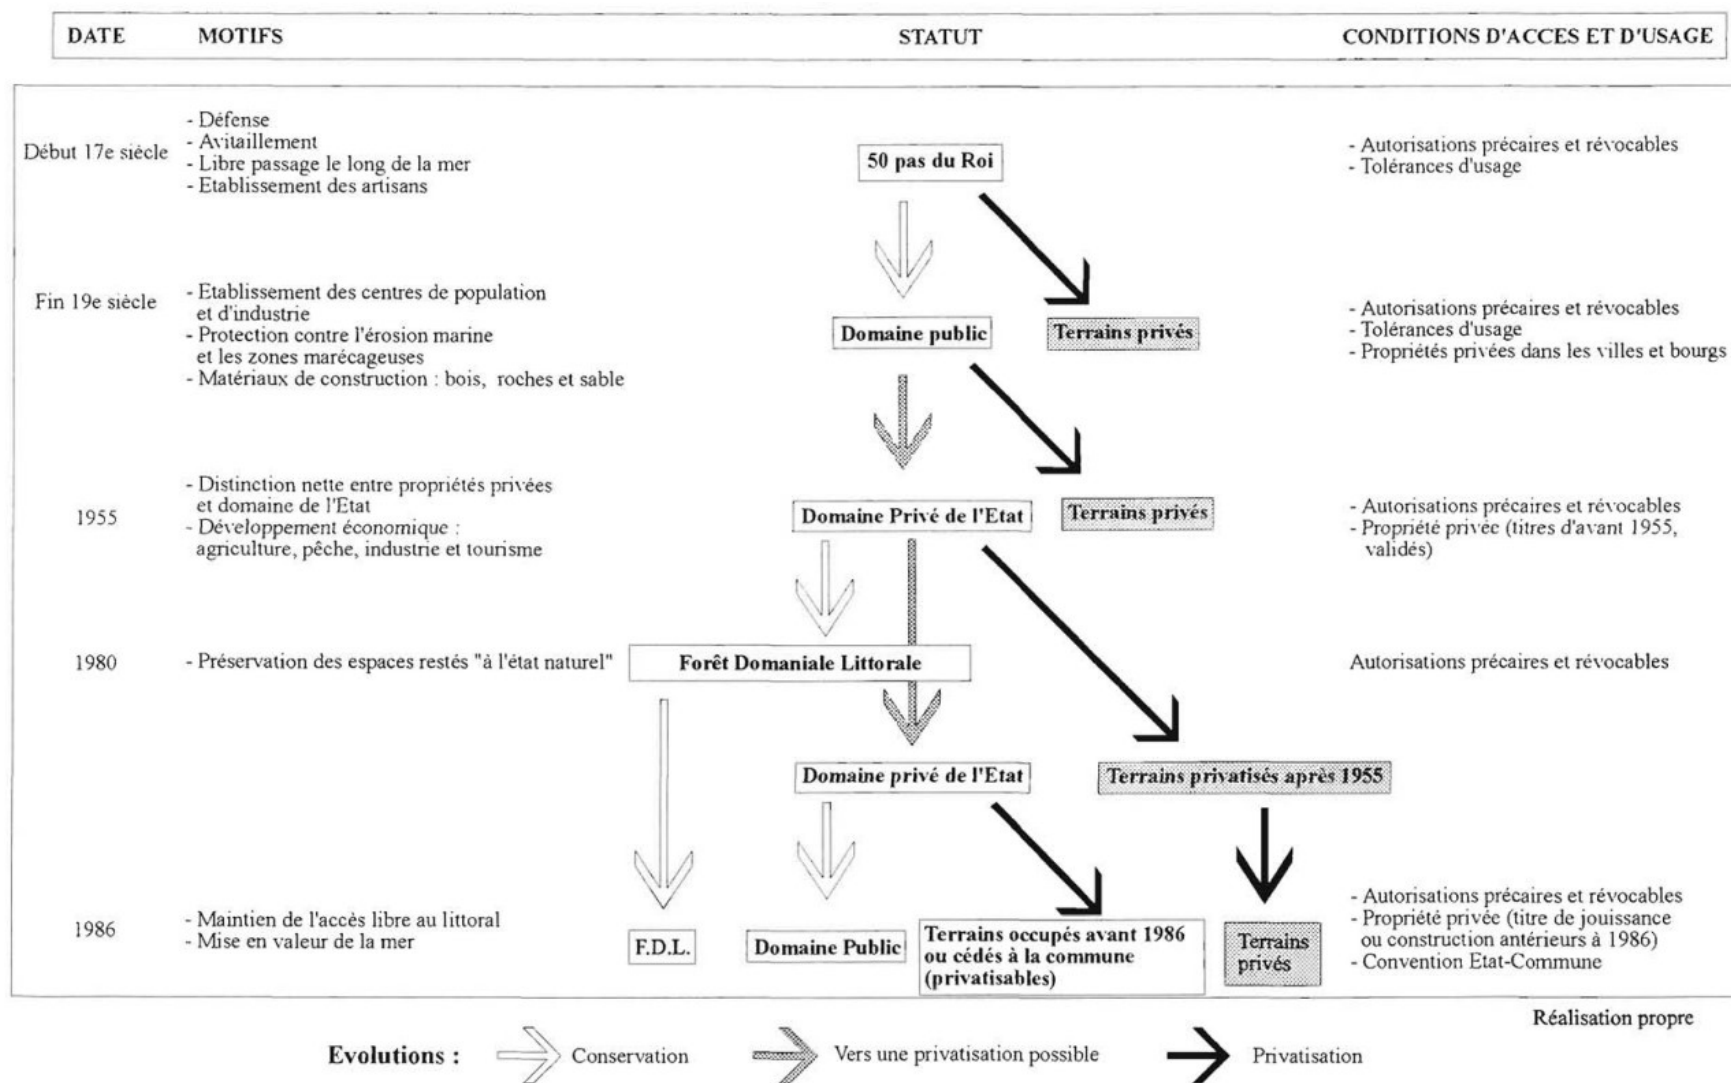 DATE MOTIFS STATUT CONDITIONS D'ACCES ET D'USAGE
Début 17e siècle
- Défense
- Avitaillement
- Libre passage le long de la mer
- Etablissement des artisans
50 pas du Roi
- Autorisations précaires et révocables
- Tolérances d'usage
Fin 19e siècle
- Etablissement des centres de population
et d'industrie
- Protection contre l'érosion marine
et les zones marécageuses
- Matériaux de construction : bois, roches et sable
Domaine public
Terrains privés
- Autorisations précaires et révocables
- Tolérances d'usage
- Propriétés privées dans les villes et bourgs
1955
- Distinction nette entre propriétés privées
et domaine de l'Etat
- Développement économique :
agriculture, pêche, industrie et tourisme
Domaine Privé de l'Etat
Terrains privés
- Autorisations précaires et révocables
- Propriété privée (titres d'avant 1955,
validés)
1980
- Préservation des espaces restés "à l'état naturel"
Forêt Domaniale Littorale
Autorisations précaires et révocables
Domaine privé de l'Etat
Terrains privatisés après 1955
1986
- Maintien de l'accès libre au littoral
- Mise en valeur de la mer
F.D.L.
Domaine Public
Terrains occupés avant 1986
ou cédés à la commune
(privatisables)
Terrains
privés
- Autorisations précaires et révocables
- Propriété privée (titre de jouissance
ou construction antérieurs à 1986)
- Convention Etat-Commune
Réalisation propre
Evolutions : Conservation Vers une privatisation possible Privatisation